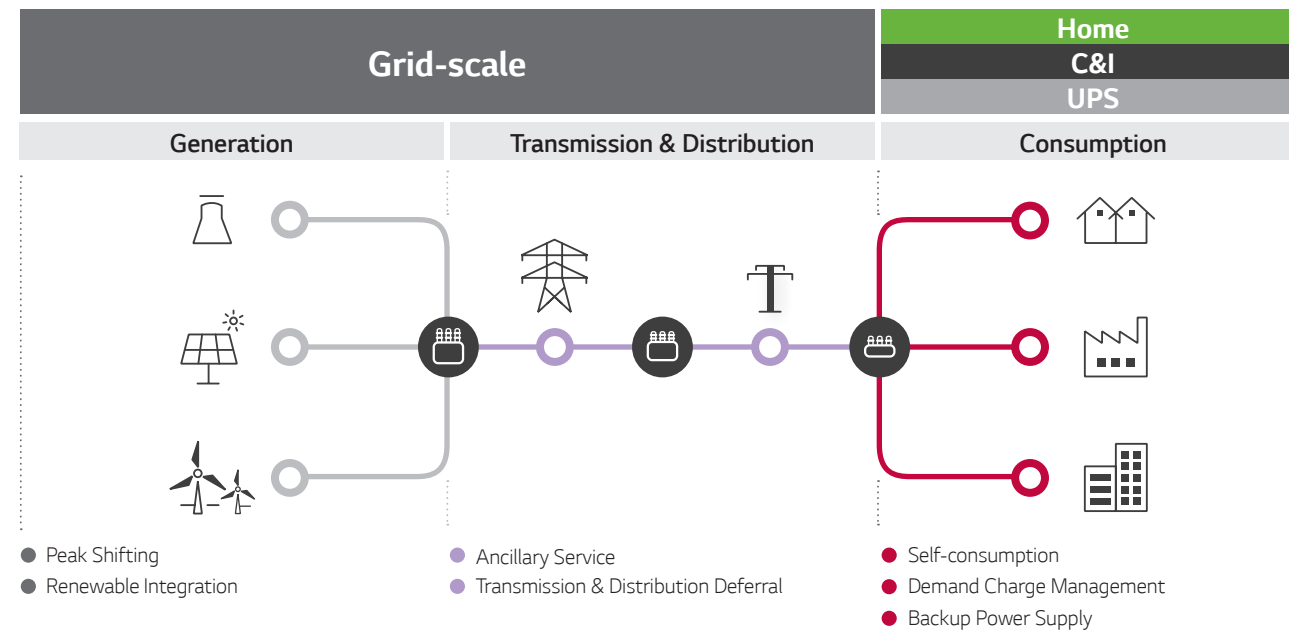 Grid-scale
Home
C&I
UPS
Generation
Transmission & Distribution
Consumption
Peak Shifting
Renewable Integration
Ancillary Service
Transmission & Distribution Deferral
Self-consumption
Demand Charge Management
Backup Power Supply